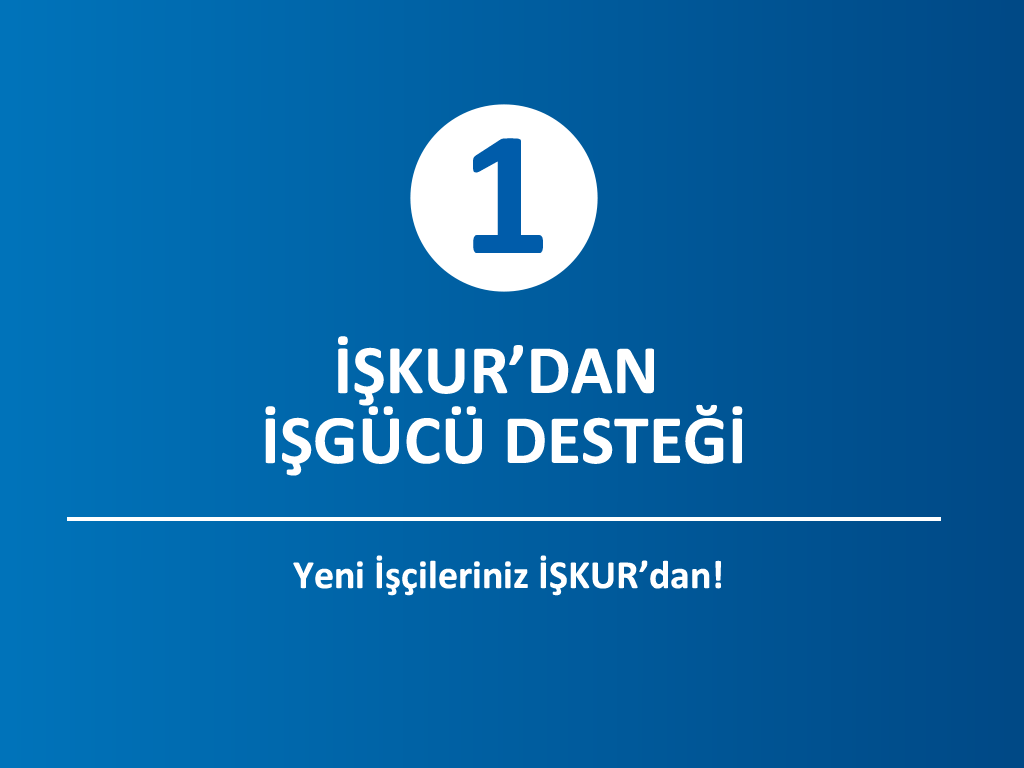 1
İŞKUR’DAN
İŞGÜCÜ DESTEĞİ
Yeni İşçileriniz İŞKUR’dan!